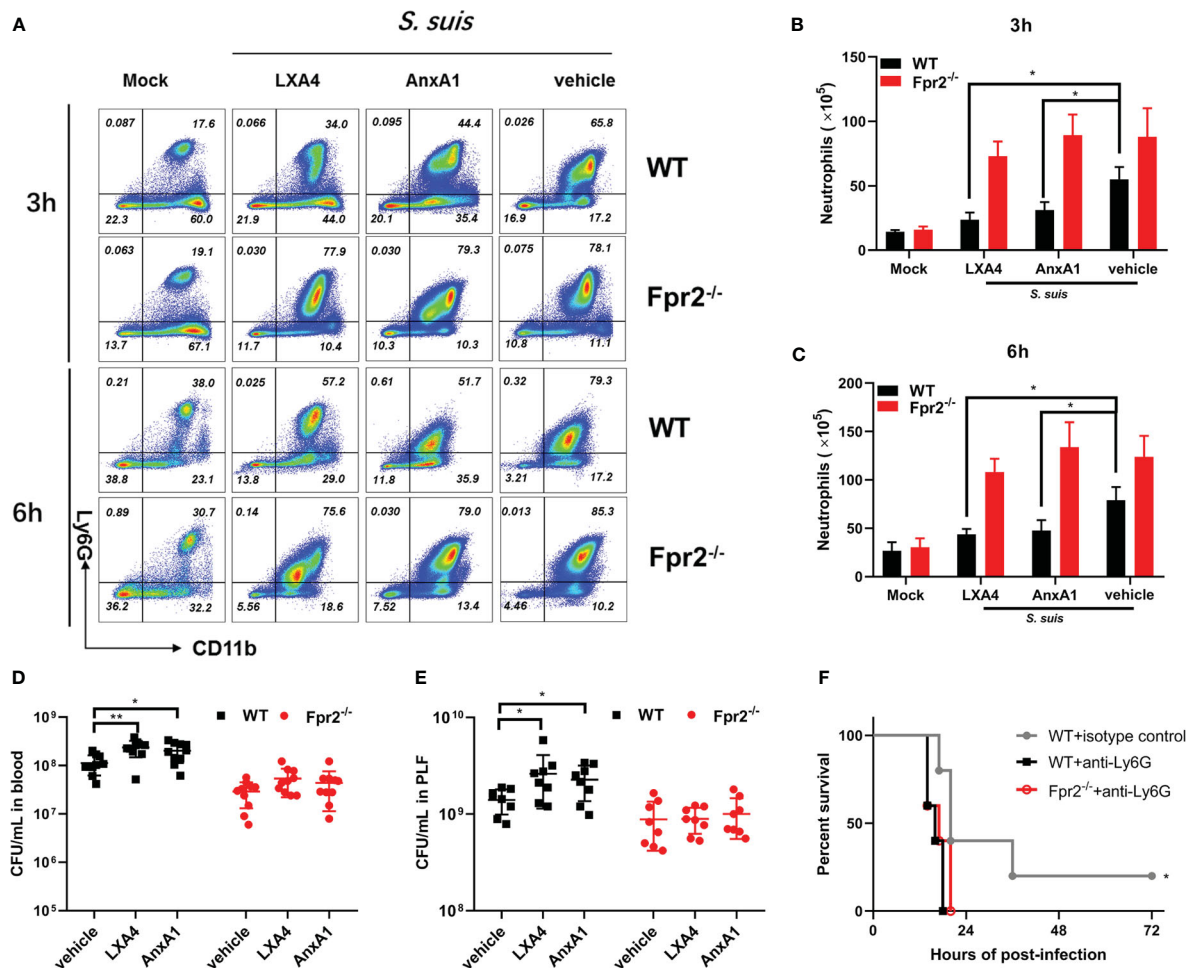 A
S. suis
Mock LXA4 AnxA1 vehicle
3h
0.087 17.6 0.066 34.0 0.095 44.4 0.026 65.8
WT
22.3 60.0 21.9 44.0 20.1 35.4 16.9 17.2
0.063 19.1 0.030 77.9 0.030 79.3 0.075 78.1
Fpr2-/-
13.7 67.1 11.7 10.4 10.3 10.3 10.8 11.1
6h
0.21 38.0 0.025 57.2 0.61 51.7 0.32 79.3
WT
38.8 23.1 13.8 29.0 11.8 35.9 3.21 17.2
0.89 30.7 0.14 75.6 0.030 79.0 0.013 85.3
Fpr2-/-
36.2 32.2 5.56 18.6 7.52 13.4 4.46 10.2
Ly6G
CD11b
B
3h
WT
Fpr2-/-
*
*
Neutrophils ( ×10⁵)
150
100
50
0
Mock LXA4 AnxA1 vehicle
S. suis
C
6h
WT
Fpr2-/-
*
*
Neutrophils ( ×10⁵)
200
150
100
50
0
Mock LXA4 AnxA1 vehicle
S. suis
D
WT Fpr2-/-
*
**
CFU/mL in blood
10⁹
10⁸
10⁷
10⁶
10⁵
vehicle LXA4 AnxA1 vehicle LXA4 AnxA1
E
WT Fpr2-/-
*
*
CFU/mL in PLF
10¹⁰
10⁹
10⁸
vehicle LXA4 AnxA1 vehicle LXA4 AnxA1
F
WT+isotype control
WT+anti-Ly6G
Fpr2-/-+anti-Ly6G
Percent survival
100
50
0
*
0 24 48 72
Hours of post-infection